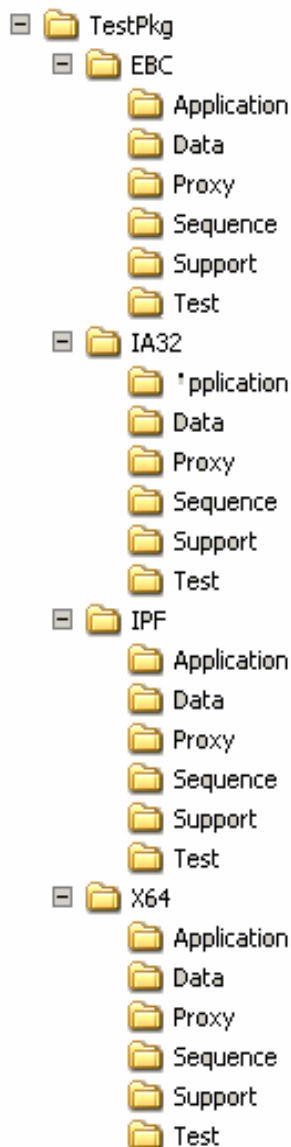 TestPkg
EBC
Application
Data
Proxy
Sequence
Support
Test
IA32
pplication
Data
Proxy
Sequence
Support
Test
IPF
Application
Data
Proxy
Sequence
Support
Test
X64
Application
Data
Proxy
Sequence
Support
Test